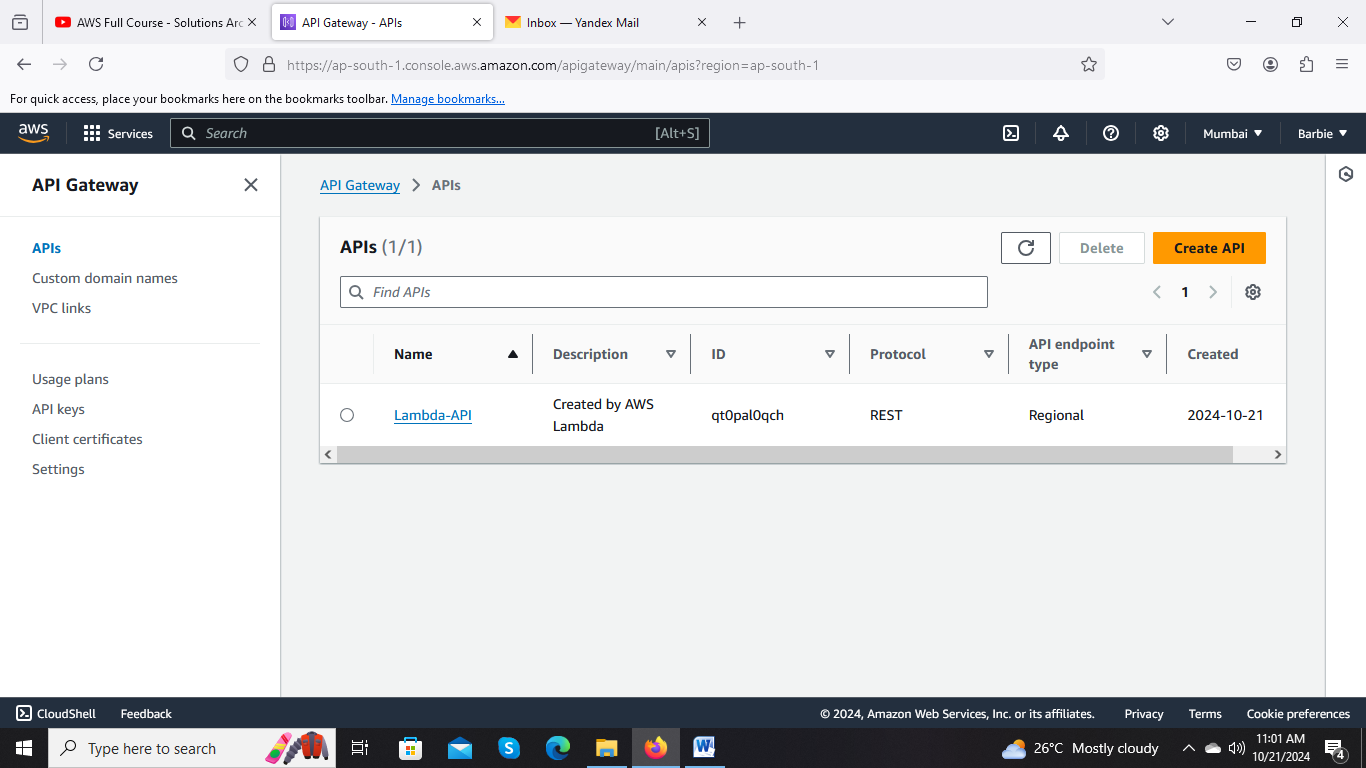 AWS Full Course - Solutions Arc
API Gateway - APIs
Inbox — Yandex Mail
https://ap-south-1.console.aws.amazon.com/apigateway/main/apis?region=ap-south-1
For quick access, place your bookmarks here on the bookmarks toolbar. Manage bookmarks...
aws
Services
Search
[Alt+S]
Mumbai
Barbie
API Gateway
APIs
Custom domain names
VPC links
Usage plans
API keys
Client certificates
Settings
API Gateway > APIs
APIs (1/1)
Delete
Create API
Find APIs
1
Name
Description
ID
Protocol
API endpoint
type
Created
Lambda-API
Created by AWS
Lambda
qt0pal0qch
REST
Regional
2024-10-21
CloudShell
Feedback
© 2024, Amazon Web Services, Inc. or its affiliates.
Privacy
Terms
Cookie preferences
Type here to search
26°C Mostly cloudy
11:01 AM
10/21/2024
4